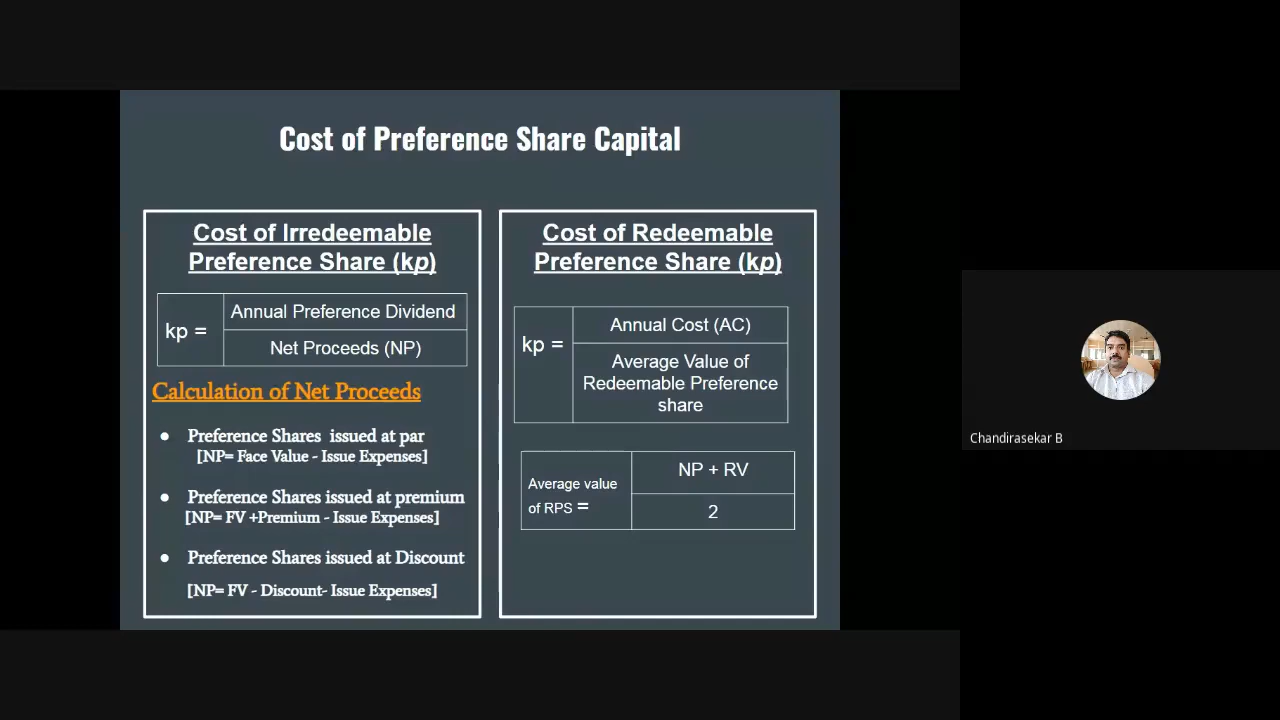 Cost of Preference Share Capital
Cost of Irredeemable
Preference Share (kp)
kp =
Annual Preference Dividend
Net Proceeds (NP)
Calculation of Net Proceeds
● Preference Shares issued at par
[NP= Face Value - Issue Expenses]
● Preference Shares issued at premium
[NP= FV +Premium - Issue Expenses]
● Preference Shares issued at Discount
[NP= FV - Discount- Issue Expenses]
Cost of Redeemable
Preference Share (kp)
kp =
Annual Cost (AC)
Average Value of
Redeemable Preference
share
Average value
of RPS =
NP + RV
2
Chandirasekar B